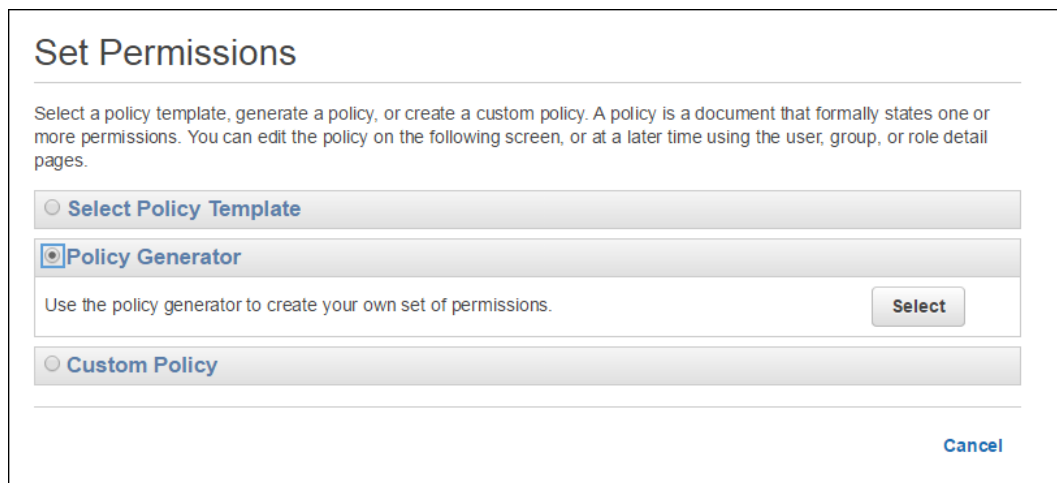 Set Permissions
Select a policy template, generate a policy, or create a custom policy. A policy is a document that formally states one or
more permissions. You can edit the policy on the following screen, or at a later time using the user, group, or role detail
pages.
Select Policy Template
Policy Generator
Use the policy generator to create your own set of permissions.
Select
Custom Policy
Cancel